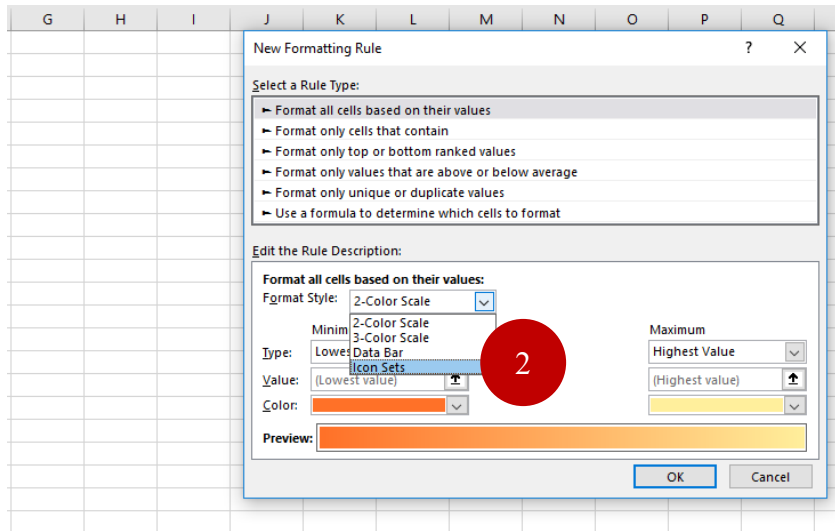 G H I J K L M N O P Q
New Formatting Rule ? ×
Select a Rule Type:
► Format all cells based on their values
► Format only cells that contain
► Format only top or bottom ranked values
► Format only values that are above or below average
► Format only unique or duplicate values
► Use a formula to determine which cells to format
Edit the Rule Description:
Format all cells based on their values:
Format Style: 2-Color Scale
2-Color Scale
Minim Maximum
3-Color Scale
Type: Lowes Data Bar Highest Value
Icon Sets
2
Value: (Lowest value) (Highest value)
Color:
Preview:
OK Cancel